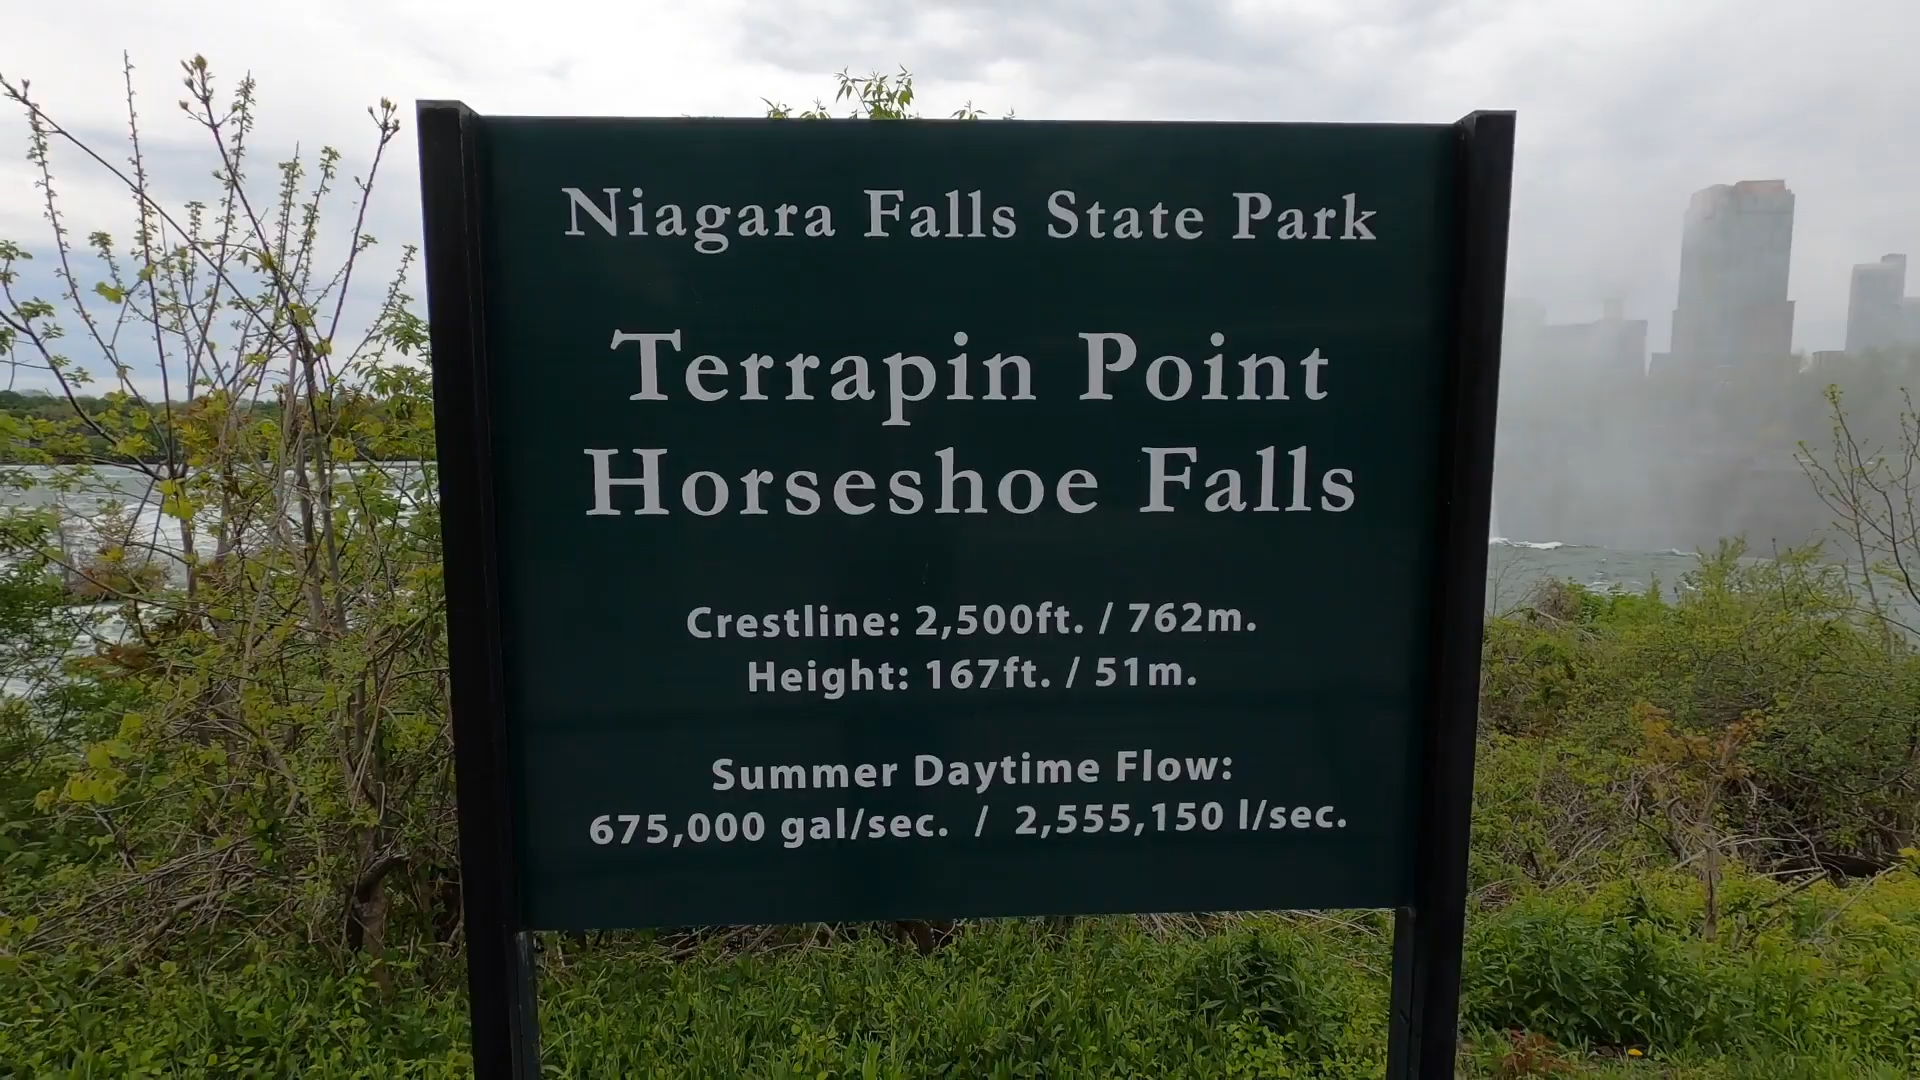 Niagara Falls State Park
Terrapin Point
Horseshoe Falls
Crestline: 2,500ft. / 762m.
Height: 167ft. / 51m.
Summer Daytime Flow:
675,000 gal/sec. / 2,555,150 l/sec.